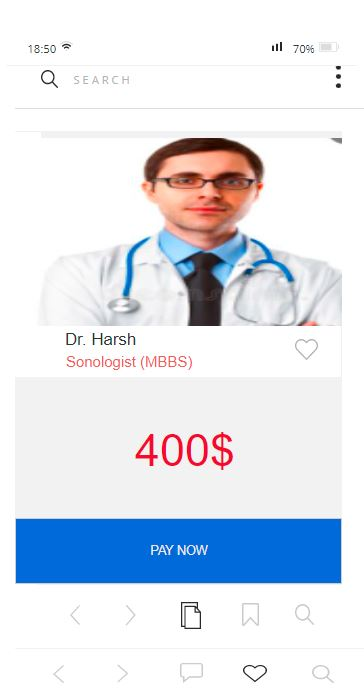 18:50 70%
SEARCH
Dr. Harsh
Sonologist (MBBS)
400$
PAY NOW